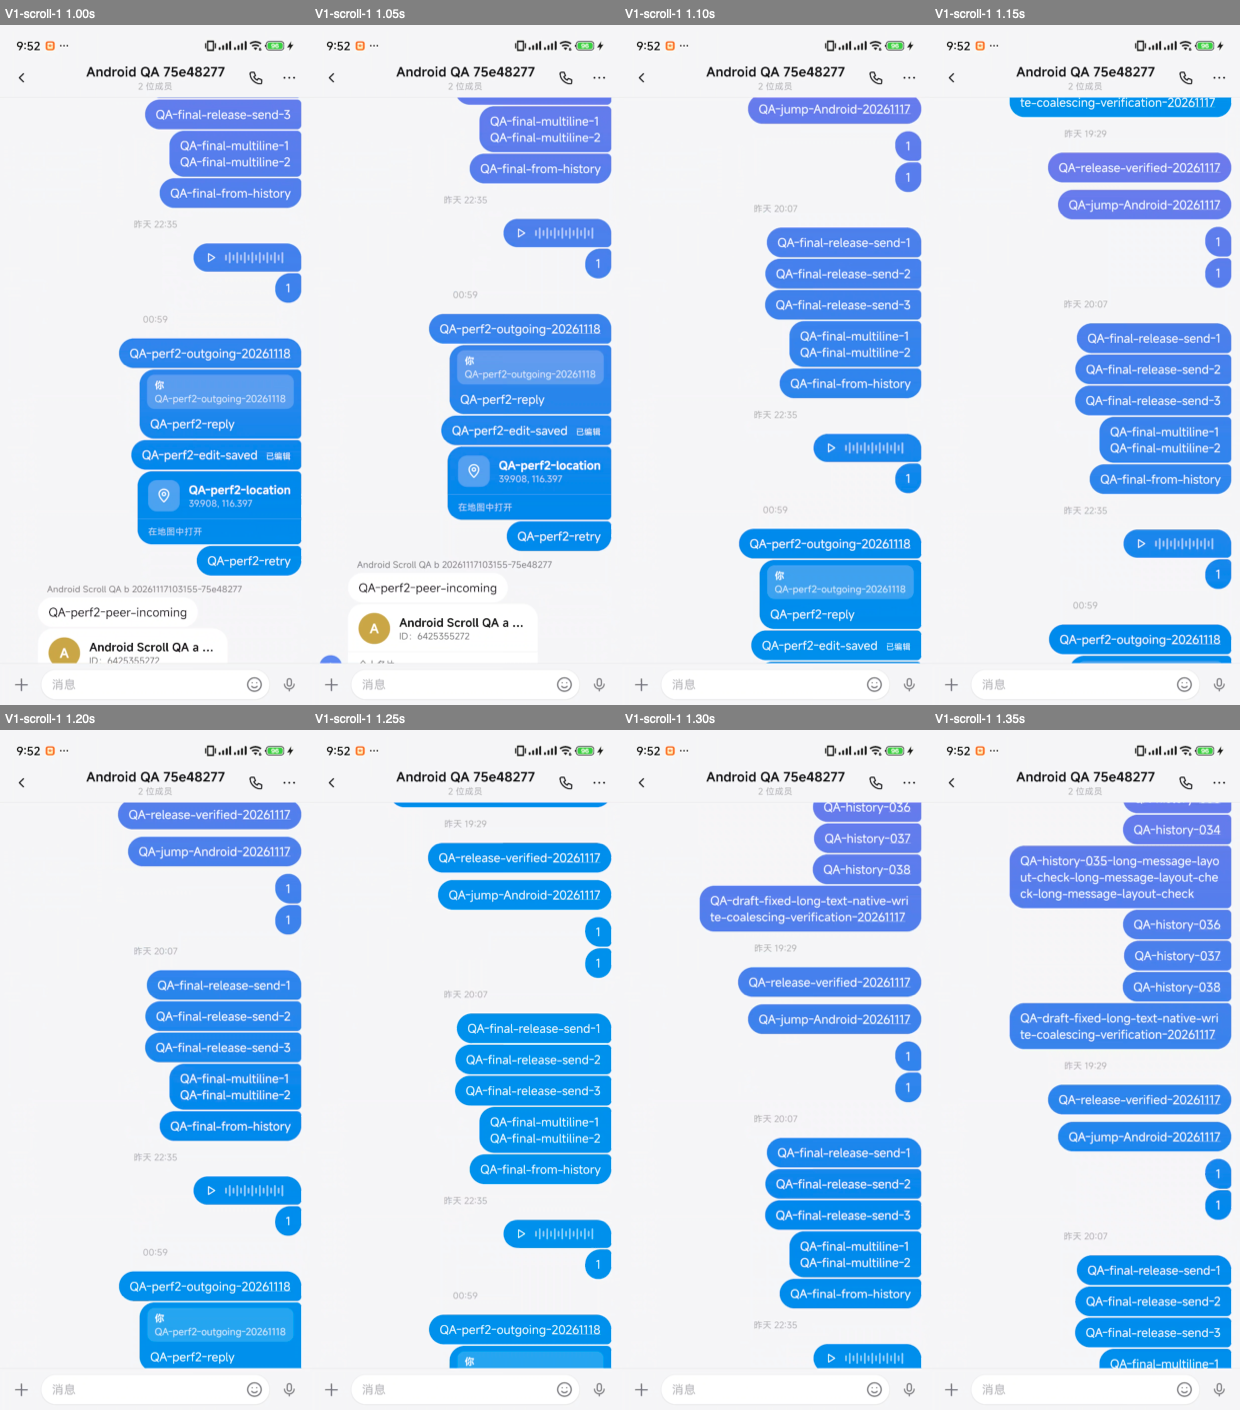 V1-scroll-1 1.00s
9:52
Android QA 75e48277
2 位成员
QA-final-release-send-3
QA-final-multiline-1
QA-final-multiline-2
QA-final-from-history
昨天 22:35
1
00:59
QA-perf2-outgoing-20261118
你
QA-perf2-outgoing-20261118
QA-perf2-reply
QA-perf2-edit-saved 已编辑
QA-perf2-location
39.908, 116.397
在地图中打开
QA-perf2-retry
Android Scroll QA b 20261117103155-75e48277
QA-perf2-peer-incoming
A
Android Scroll QA a ...
ID: 6425355272
消息
V1-scroll-1 1.05s
9:52
Android QA 75e48277
2 位成员
QA-final-multiline-1
QA-final-multiline-2
QA-final-from-history
昨天 22:35
1
00:59
QA-perf2-outgoing-20261118
你
QA-perf2-outgoing-20261118
QA-perf2-reply
QA-perf2-edit-saved 已编辑
QA-perf2-location
39.908, 116.397
在地图中打开
QA-perf2-retry
Android Scroll QA b 20261117103155-75e48277
QA-perf2-peer-incoming
A
Android Scroll QA a ...
ID: 6425355272
消息
V1-scroll-1 1.10s
9:52
Android QA 75e48277
2 位成员
QA-jump-Android-20261117
1
1
昨天 20:07
QA-final-release-send-1
QA-final-release-send-2
QA-final-release-send-3
QA-final-multiline-1
QA-final-multiline-2
QA-final-from-history
昨天 22:35
1
00:59
QA-perf2-outgoing-20261118
你
QA-perf2-outgoing-20261118
QA-perf2-reply
QA-perf2-edit-saved 已编辑
消息
V1-scroll-1 1.15s
9:52
Android QA 75e48277
2 位成员
te-coalescing-verification-20261117
昨天 19:29
QA-release-verified-20261117
QA-jump-Android-20261117
1
1
昨天 20:07
QA-final-release-send-1
QA-final-release-send-2
QA-final-release-send-3
QA-final-multiline-1
QA-final-multiline-2
QA-final-from-history
昨天 22:35
1
00:59
QA-perf2-outgoing-20261118
消息
V1-scroll-1 1.20s
9:52
Android QA 75e48277
2 位成员
QA-release-verified-20261117
QA-jump-Android-20261117
1
1
昨天 20:07
QA-final-release-send-1
QA-final-release-send-2
QA-final-release-send-3
QA-final-multiline-1
QA-final-multiline-2
QA-final-from-history
昨天 22:35
1
00:59
QA-perf2-outgoing-20261118
你
QA-perf2-outgoing-20261118
QA-perf2-reply
消息
V1-scroll-1 1.25s
9:52
Android QA 75e48277
2 位成员
昨天 19:29
QA-release-verified-20261117
QA-jump-Android-20261117
1
1
昨天 20:07
QA-final-release-send-1
QA-final-release-send-2
QA-final-release-send-3
QA-final-multiline-1
QA-final-multiline-2
QA-final-from-history
昨天 22:35
1
00:59
QA-perf2-outgoing-20261118
你
消息
V1-scroll-1 1.30s
9:52
Android QA 75e48277
2 位成员
QA-history-036
QA-history-037
QA-history-038
QA-draft-fixed-long-text-native-wri
te-coalescing-verification-20261117
昨天 19:29
QA-release-verified-20261117
QA-jump-Android-20261117
1
1
昨天 20:07
QA-final-release-send-1
QA-final-release-send-2
QA-final-release-send-3
QA-final-multiline-1
QA-final-multiline-2
QA-final-from-history
昨天 22:35
消息
V1-scroll-1 1.35s
9:52
Android QA 75e48277
2 位成员
QA-history-034
QA-history-035-long-message-layo
ut-check-long-message-layout-che
ck-long-message-layout-check
QA-history-036
QA-history-037
QA-history-038
QA-draft-fixed-long-text-native-wri
te-coalescing-verification-20261117
昨天 19:29
QA-release-verified-20261117
QA-jump-Android-20261117
1
1
昨天 20:07
QA-final-release-send-1
QA-final-release-send-2
QA-final-release-send-3
QA-final-multiline-1
消息